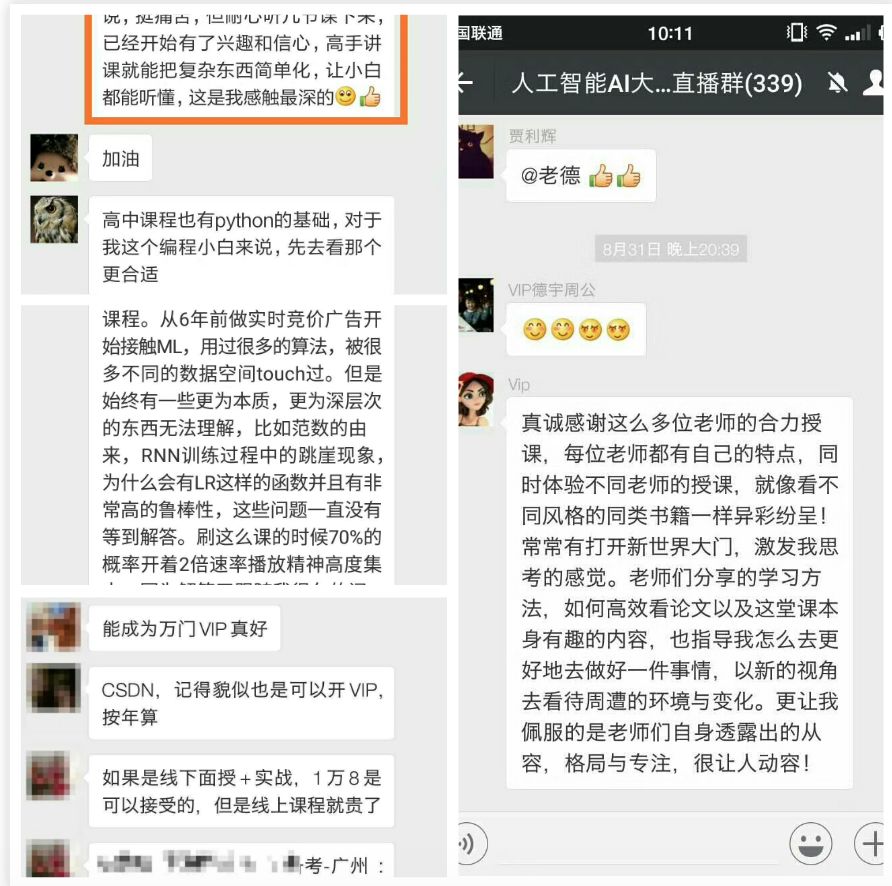 说，挺痛苦，但耐心听几节课下来，
已经开始有了兴趣和信心，高手讲
课就能把复杂东西简单化，让小白
都能听懂，这是我感触最深的
加油
高中课程也有python的基础，对于
我这个编程小白来说，先去看那个
更合适
课程。从6年前做实时竞价广告开
始接触ML，用过很多的算法，被很
多不同的数据空间touch过。但是
始终有一些更为本质，更为深层次
的东西无法理解，比如范数的由
来，RNN训练过程中的跳崖现象，
为什么会有LR这样的函数并且有非
常高的鲁棒性，这些问题一直没有
等到解答。刷这么课的时候70%的
概率开着2倍速率播放精神高度集
能成为万门VIP真好
CSDN，记得貌似也是可以开VIP，
按年算
如果是线下面授+实战，1万8是
可以接受的，但是线上课程就贵了
考-广州：
国联通
10:11
人工智能AI大...直播群(339)
贾利辉
@老德
8月31日 晚上20:39
VIP德宇周公
Vip
真诚感谢这么多位老师的合力授
课，每位老师都有自己的特点，同
时体验不同老师的授课，就像看不
同风格的同类书籍一样异彩纷呈！
常常有打开新世界大门，激发我思
考的感觉。老师们分享的学习方
法，如何高效看论文以及这堂课本
身有趣的内容，也指导我怎么去更
好地去做好一件事情，以新的视角
去看待周遭的环境与变化。更让我
佩服的是老师们自身透露出的从
容，格局与专注，很让人动容！